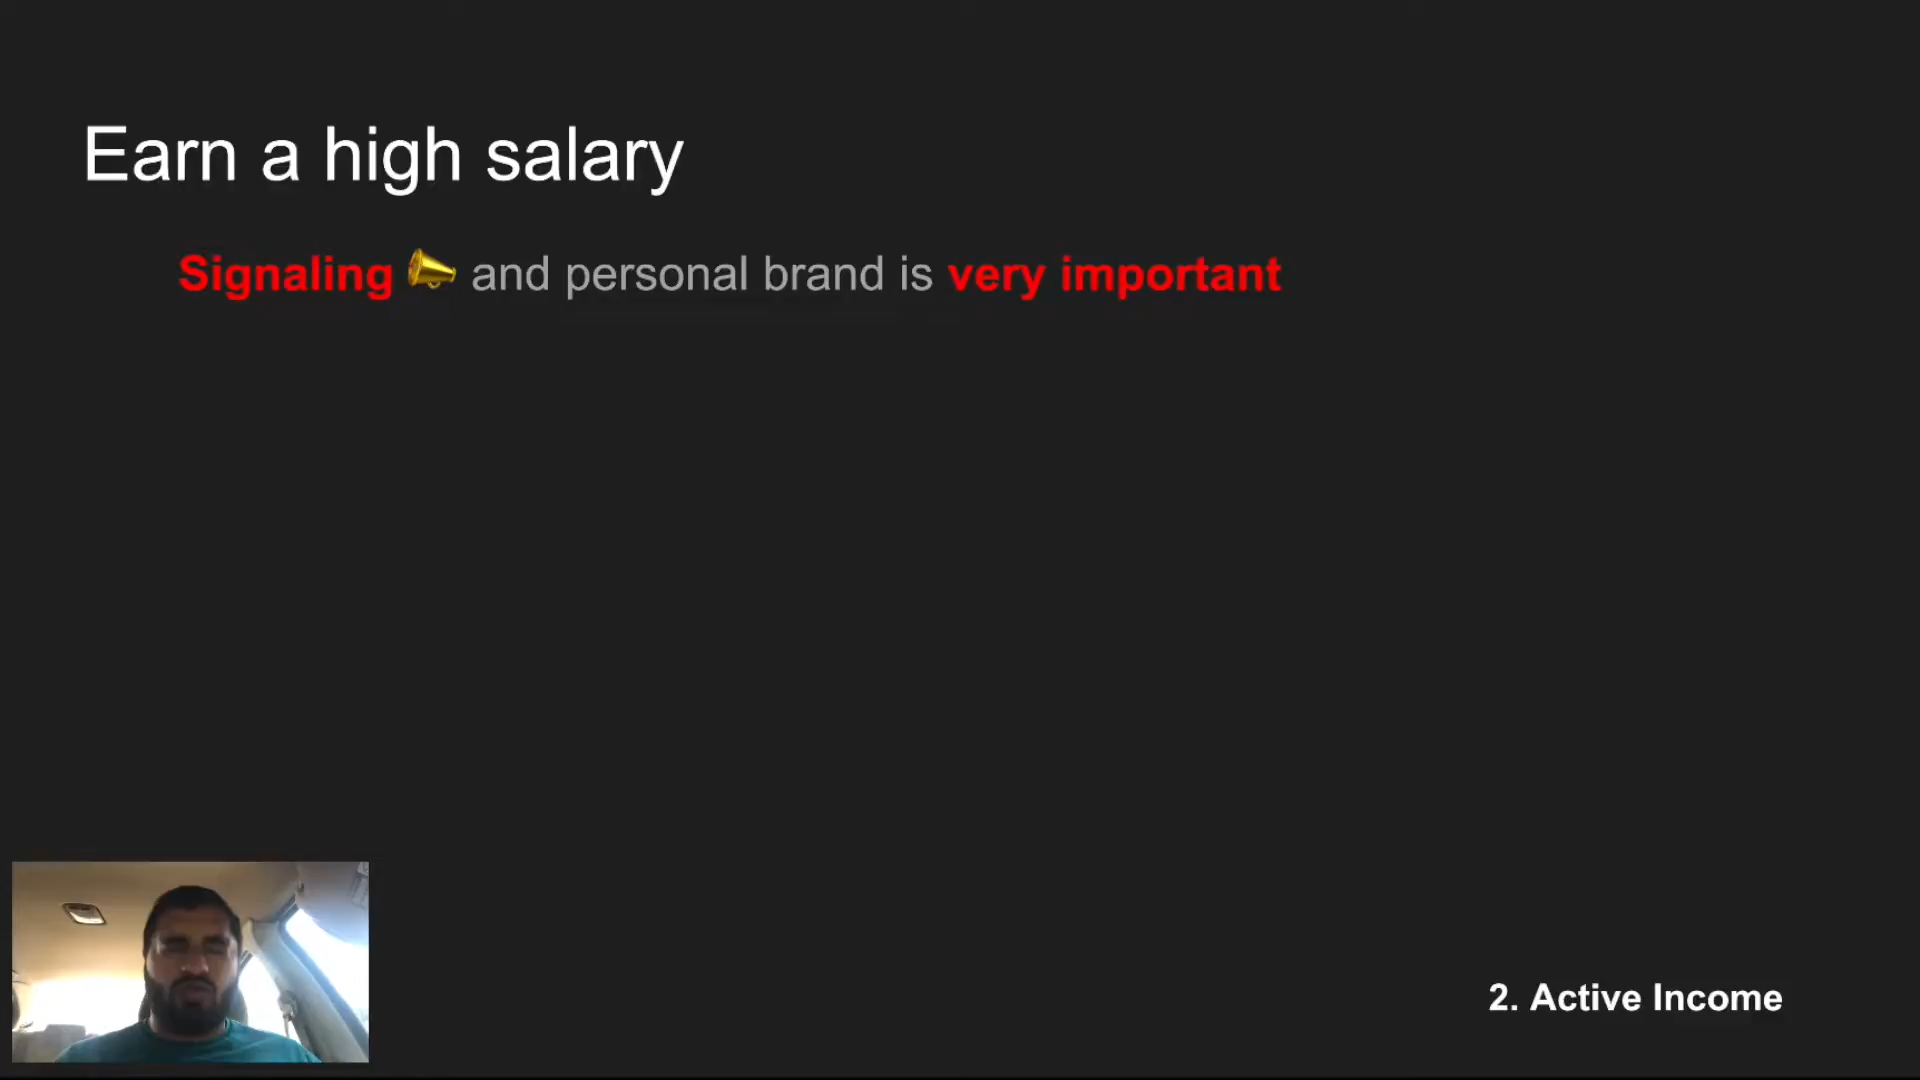 Earn a high salary
Signaling 📣 and personal brand is very important
2. Active Income